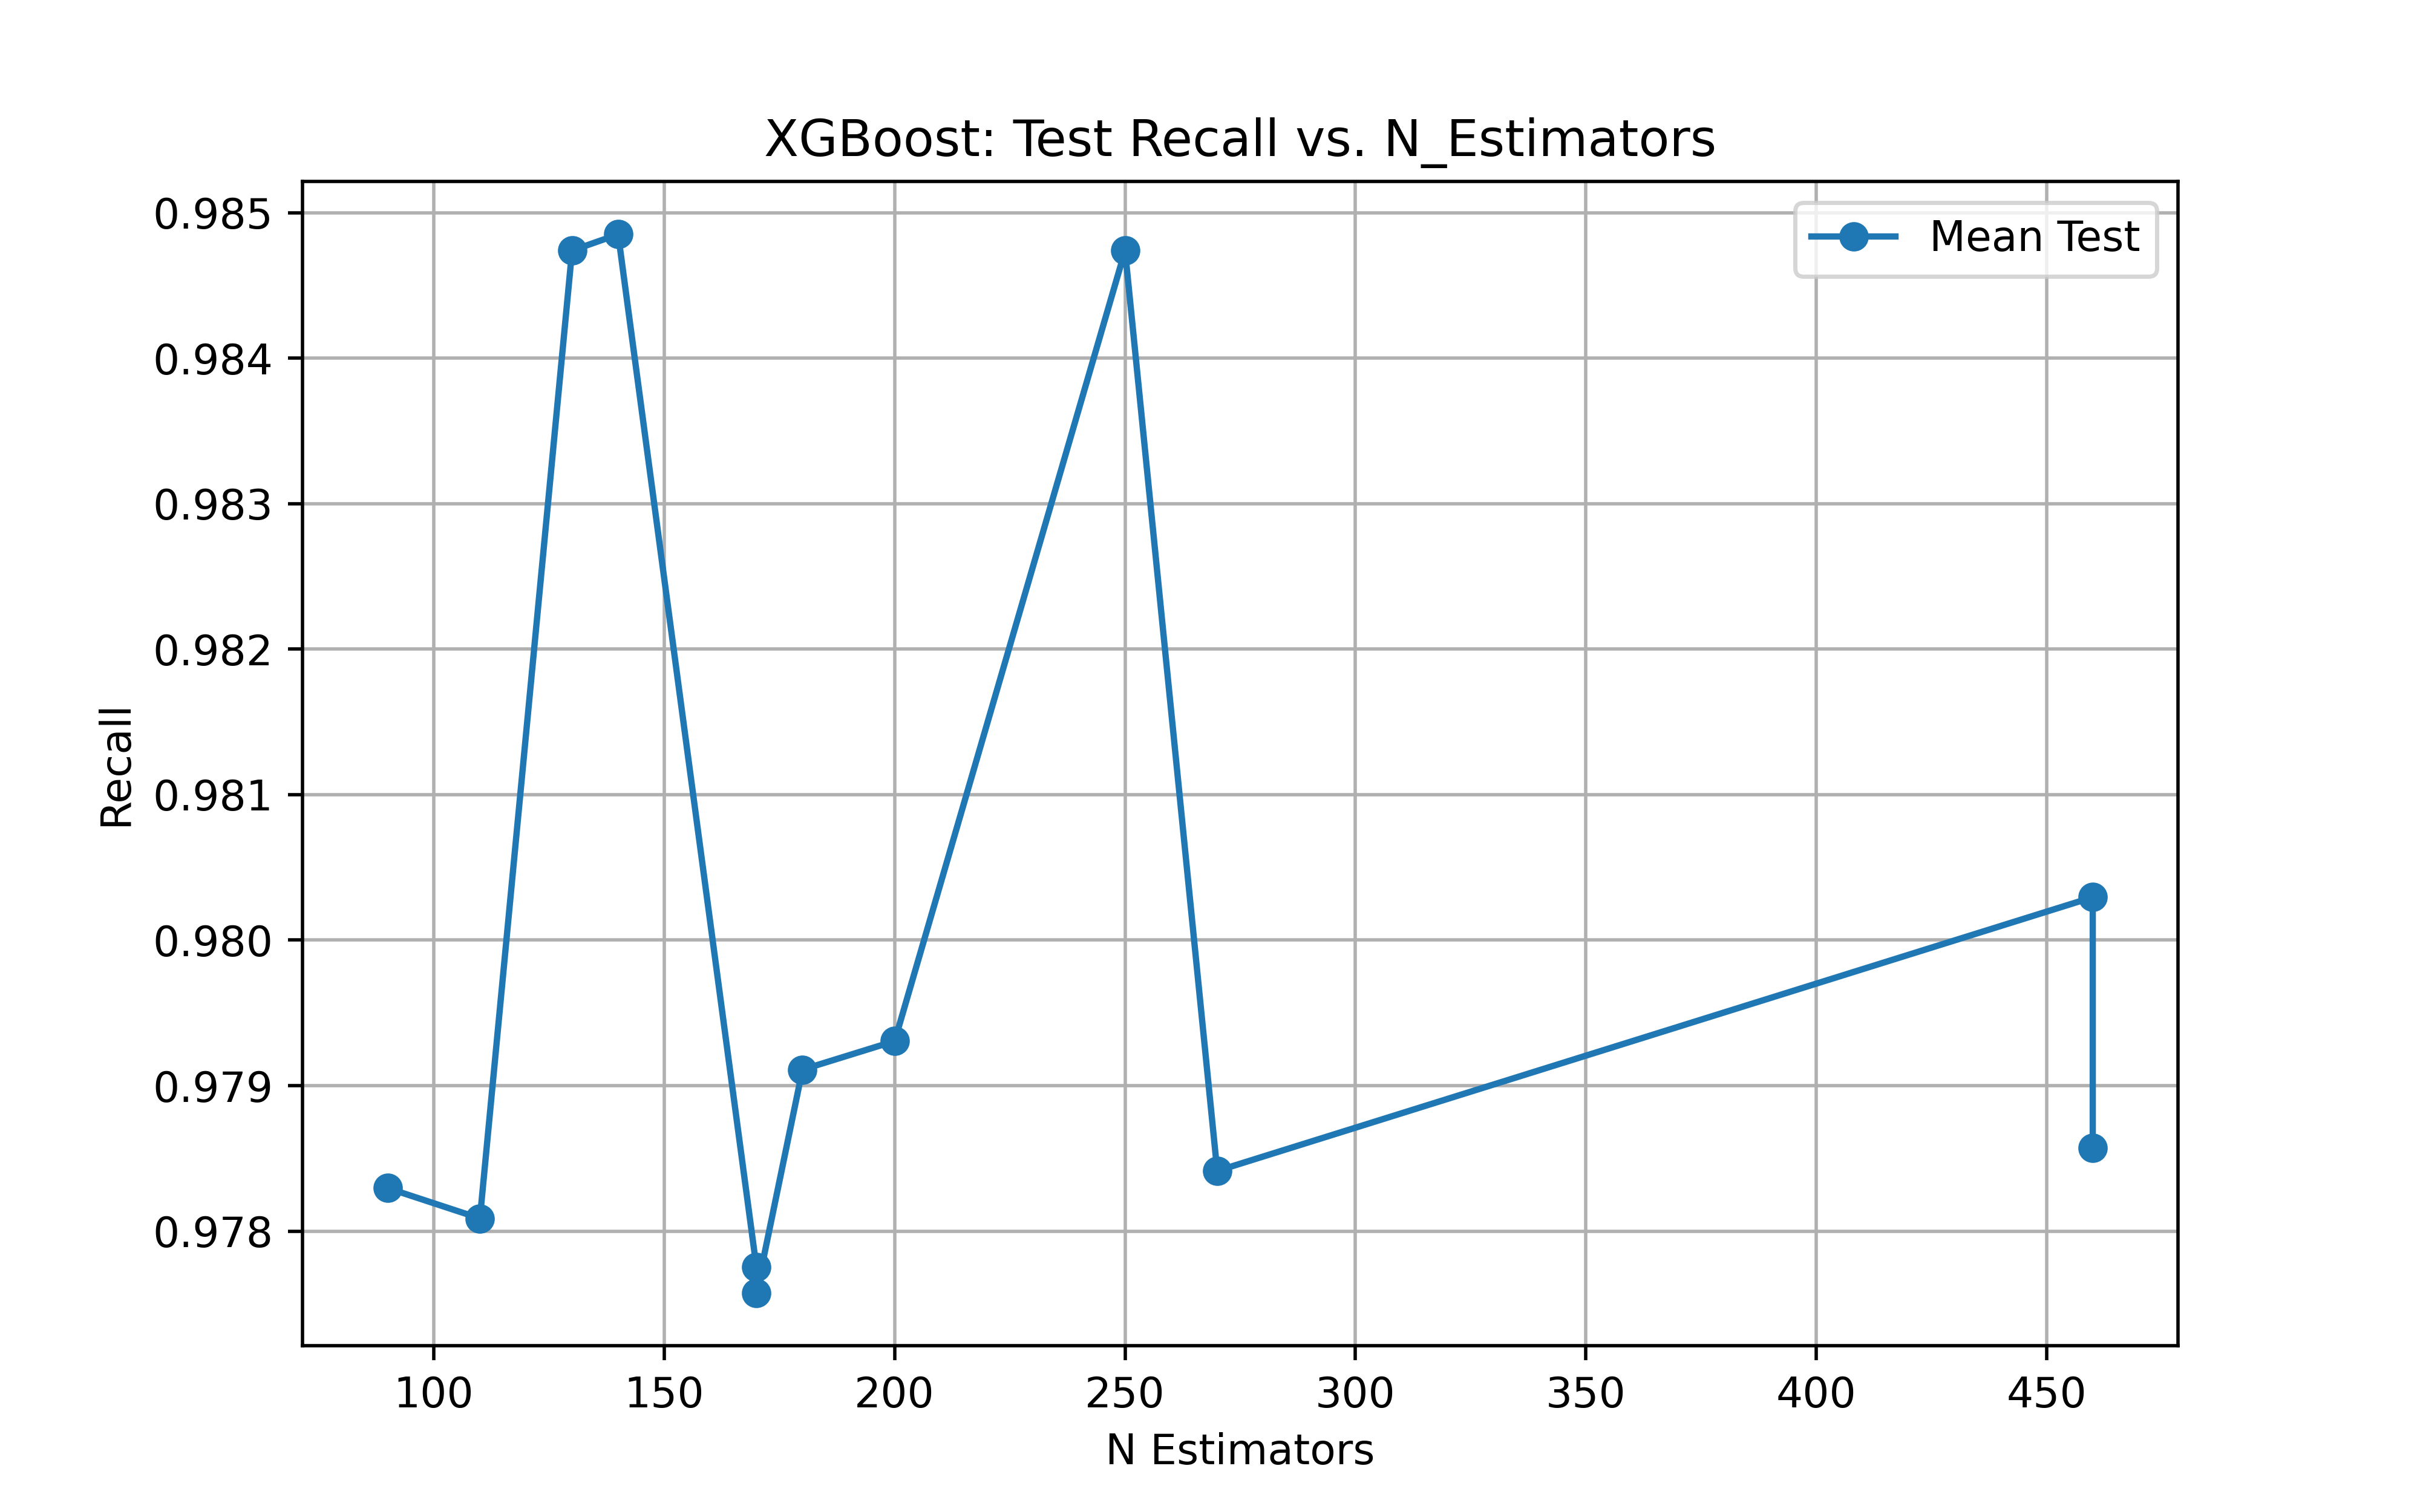 XGBoost: Test Recall vs. N_Estimators
Mean Test
0.985
0.984
0.983
0.982
0.981
0.980
0.979
0.978
Recall
100 150 200 250 300 350 400 450
N Estimators